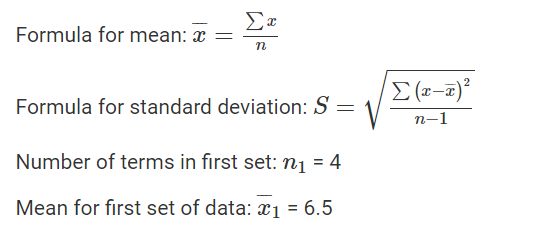 Formula for mean: x̅ = ∑x / n
Formula for standard deviation: S = √(∑(x−x̅)² / n−1)
Number of terms in first set: n₁ = 4
Mean for first set of data: x̅₁ = 6.5